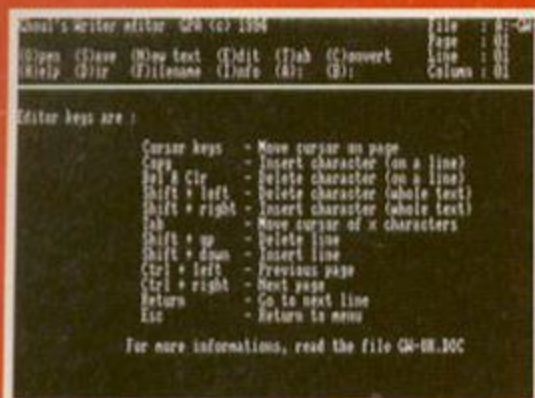 Ghoul's Writer editor GPA (c) 1994
File : A:-GW
Page : 01
(O)pen (S)ave (N)ew text (E)dit (T)ab (C)onvert
Line : 01
(H)elp (D)ir (F)ilename (I)nfo (A): (B):
Column : 01
Editor keys are :
Cursor keys - Move cursor on page
Copy - Insert character (on a line)
Del & Clr - Delete character (on a line)
Shift + left - Delete character (whole text)
Shift + right - Insert character (whole text)
Tab - Move cursor of x characters
Shift + up - Delete line
Shift + down - Insert line
Ctrl + left - Previous page
Ctrl + right - Next page
Return - Go to next line
Esc - Return to menu
For more informations, read the file GW-UK.DOC